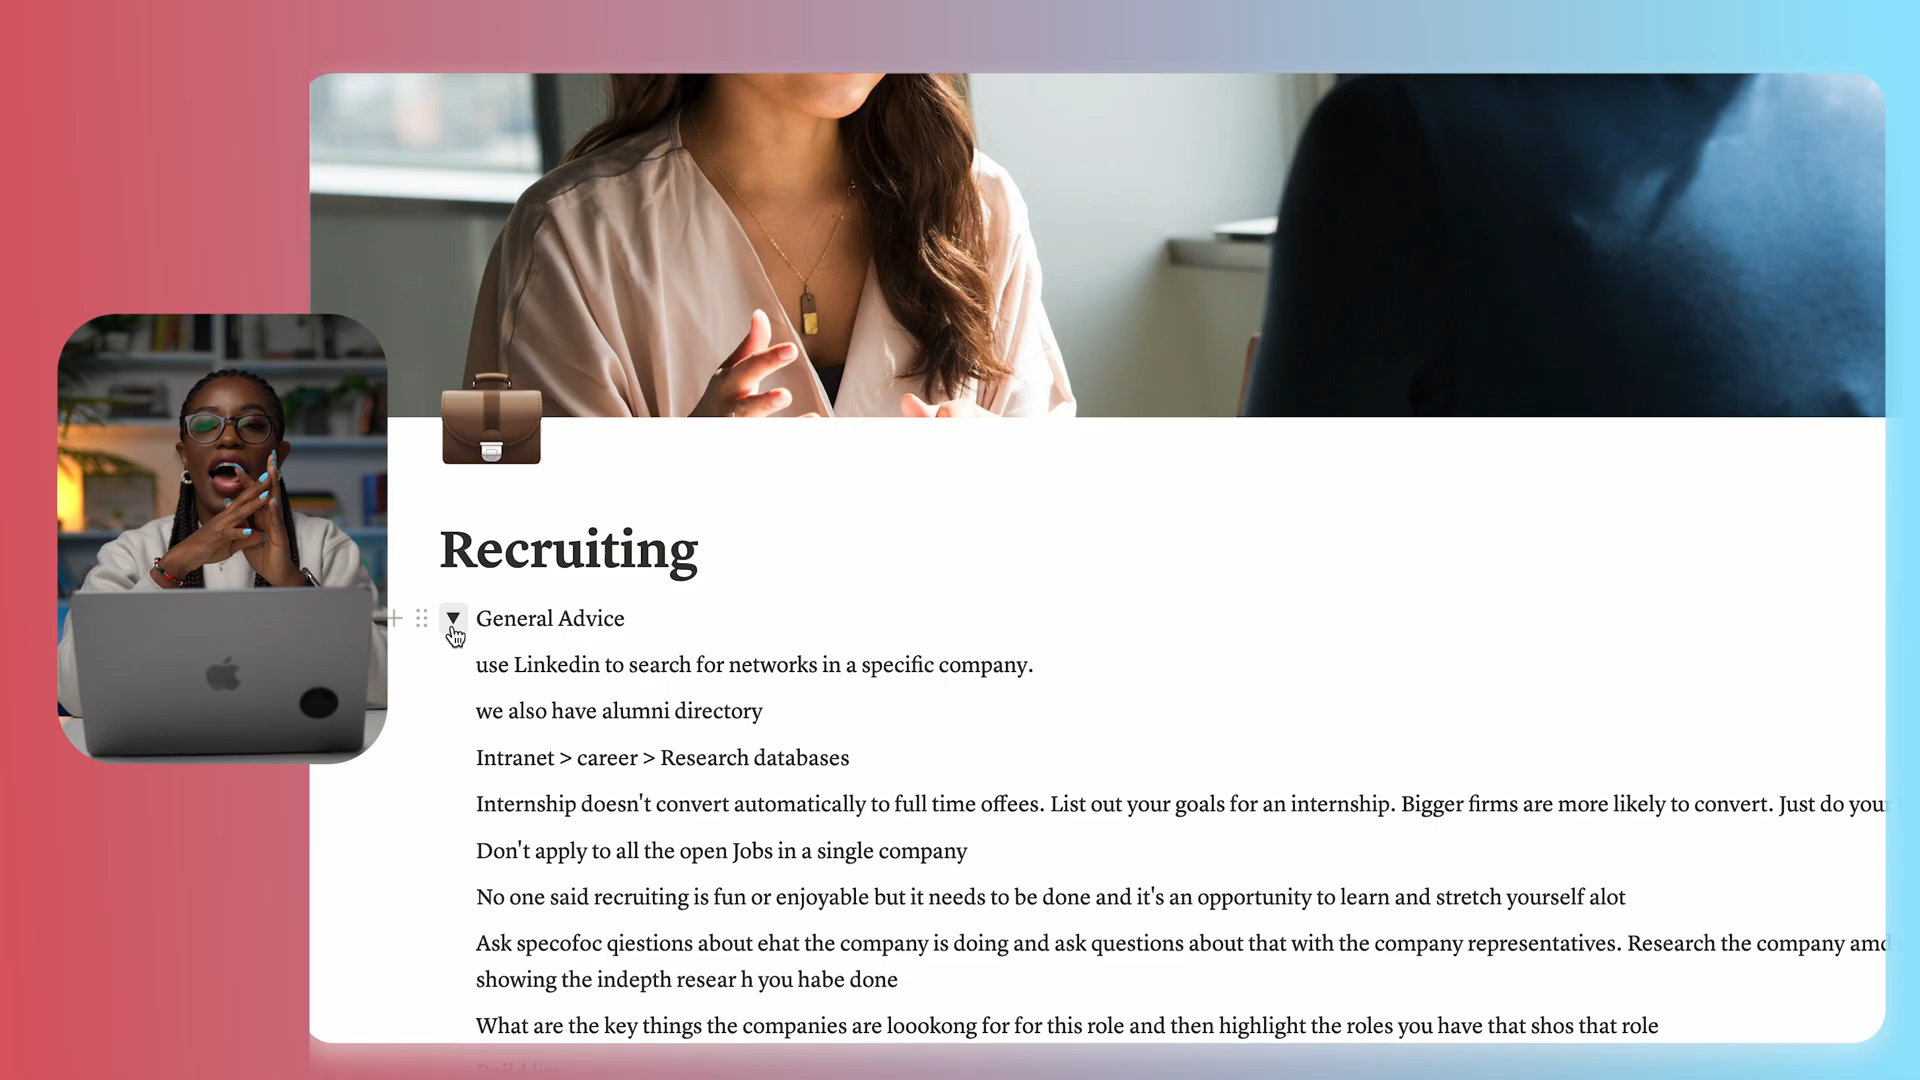 Recruiting
General Advice
use Linkedin to search for networks in a specific company.
we also have alumni directory
Intranet > career > Research databases
Internship doesn't convert automatically to full time offees. List out your goals for an internship. Bigger firms are more likely to convert. Just do your
Don't apply to all the open Jobs in a single company
No one said recruiting is fun or enjoyable but it needs to be done and it's an opportunity to learn and stretch yourself alot
Ask specofoc qiestions about ehat the company is doing and ask questions about that with the company representatives. Research the company amd
showing the indepth resear h you habe done
What are the key things the companies are loookong for for this role and then highlight the roles you have that shos that role